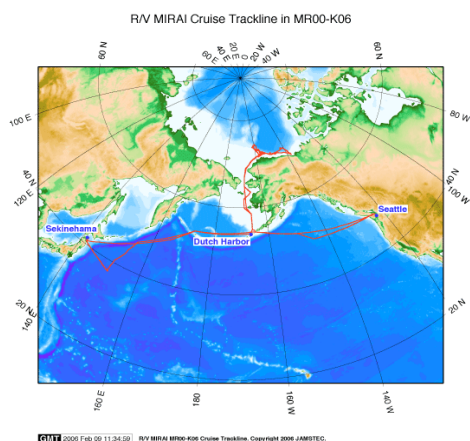 R/V MIRAI Cruise Trackline in MR00-K06
60 N
60 E
40 E
20 E
0
20 W
40 W
60 N
80 W
100 E
100 W
40 N
120 E
40 N
Seattle
Sekinehama
Dutch Harbor
20 N
140
20 N
160 E
180
160 W
140 W
GMT 2006 Feb 09 11:34:59 R/V MIRAI MR00-K06 Cruise Trackline. Copyright 2006 JAMSTEC.